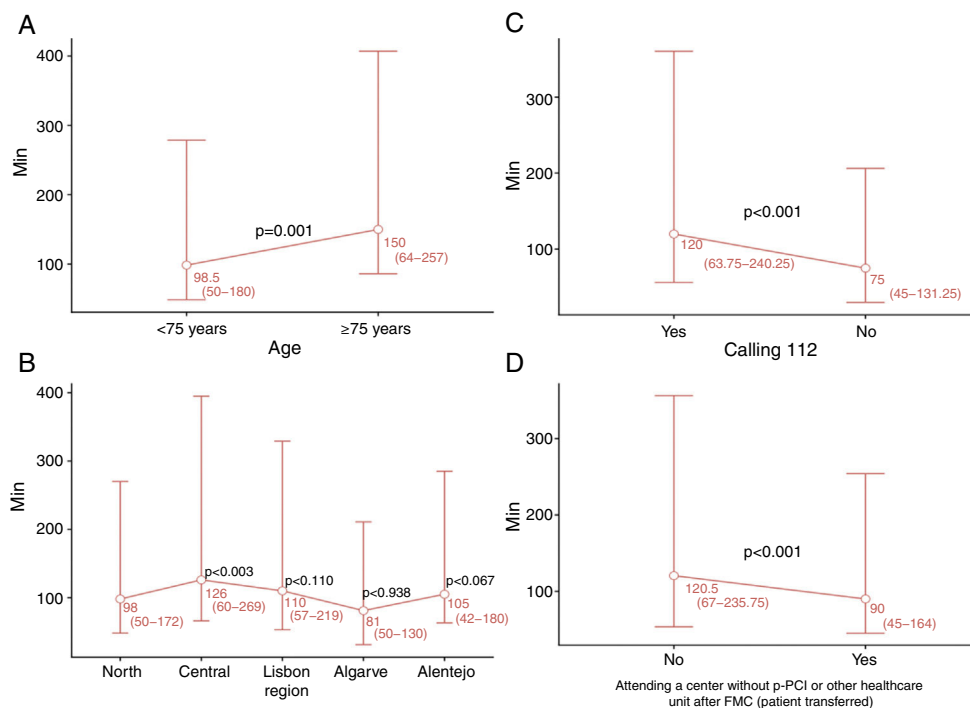 A
400
300
200
100
Min
p=0.001
98.5
(50–180)
150
(64–257)
<75 years
≥75 years
Age
B
400
300
200
100
Min
98
(50–172)
p<0.003
126
(60–269)
p<0.110
110
(57–219)
p<0.938
81
(50–130)
p<0.067
105
(42–180)
North
Central
Lisbon
region
Algarve
Alentejo
C
300
200
100
Min
p<0.001
120
(63.75–240.25)
75
(45–131.25)
Yes
No
Calling 112
D
300
200
100
Min
p<0.001
120.5
(67–235.75)
90
(45–164)
No
Yes
Attending a center without p-PCI or other healthcare
unit after FMC (patient transferred)